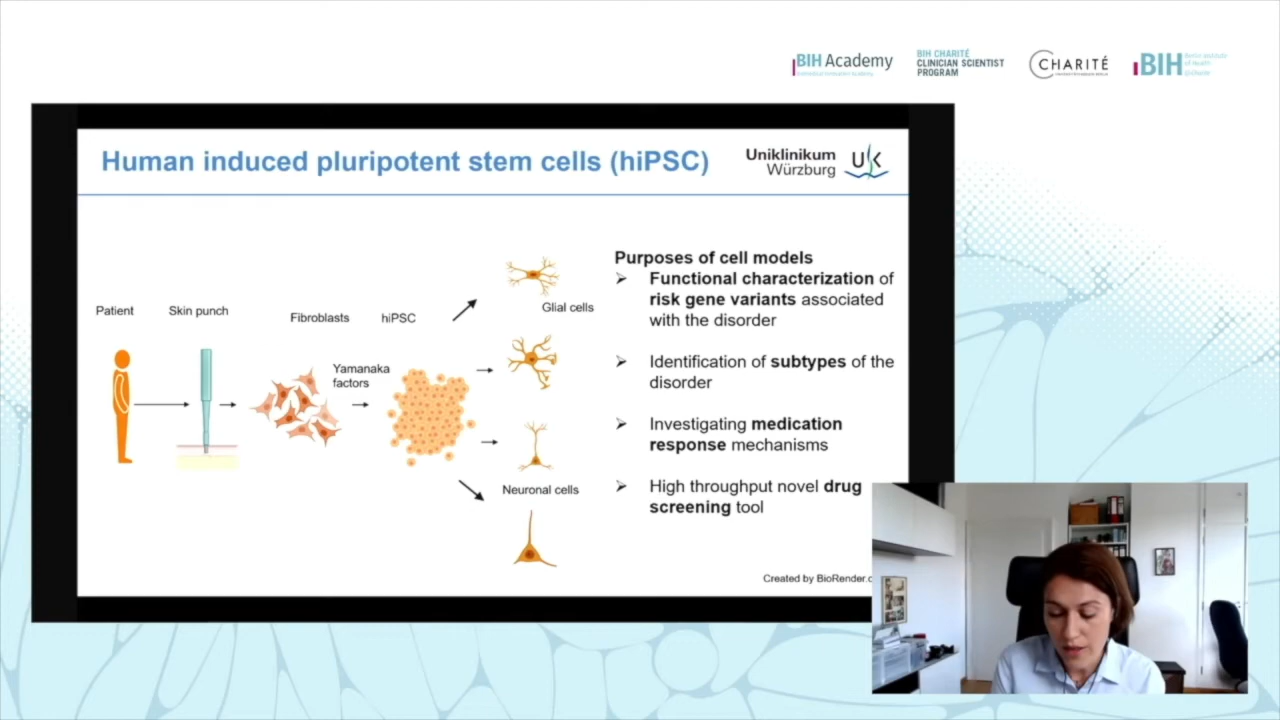 BIH Academy
BIH CHARITÉ
CLINICIAN SCIENTIST
PROGRAM
CHARITÉ
BIH
Human induced pluripotent stem cells (hiPSC)
Uniklinikum
Würzburg
UK
Patient
Skin punch
Fibroblasts
hiPSC
Yamanaka
factors
Glial cells
Neuronal cells
Purposes of cell models
Functional characterization of
risk gene variants associated
with the disorder
Identification of subtypes of the
disorder
Investigating medication
response mechanisms
High throughput novel drug
screening tool
Created by BioRender.c